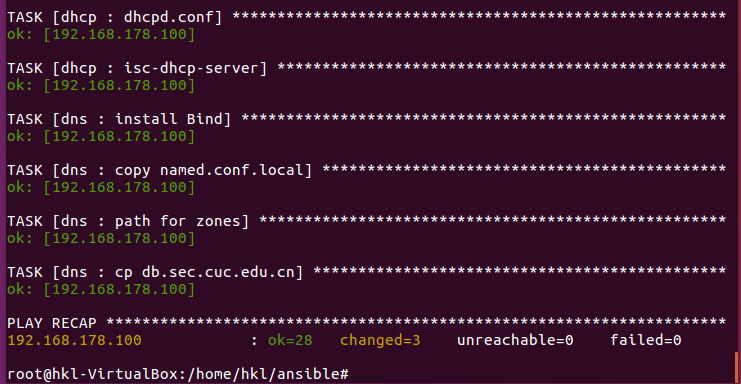 TASK [dhcp : dhcpd.conf] *******************************************************
ok: [192.168.178.100]
TASK [dhcp : isc-dhcp-server] **************************************************
ok: [192.168.178.100]
TASK [dns : install Bind] ******************************************************
ok: [192.168.178.100]
TASK [dns : copy named.conf.local] *********************************************
ok: [192.168.178.100]
TASK [dns : path for zones] ****************************************************
ok: [192.168.178.100]
TASK [dns : cp db.sec.cuc.edu.cn] **********************************************
ok: [192.168.178.100]
PLAY RECAP *********************************************************************
192.168.178.100            : ok=28   changed=3    unreachable=0    failed=0
root@hkl-VirtualBox:/home/hkl/ansible#